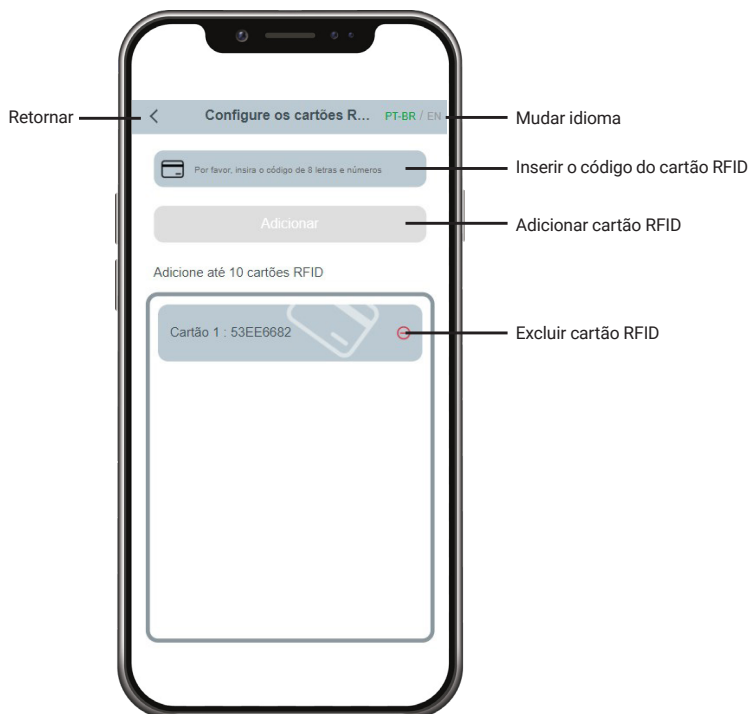 Retornar
Configure os cartões R...
PT-BR / EN
Mudar idioma
Por favor, insira o código de 8 letras e números
Inserir o código do cartão RFID
Adicionar
Adicionar cartão RFID
Adicione até 10 cartões RFID
Cartão 1 : 53EE6682
Excluir cartão RFID